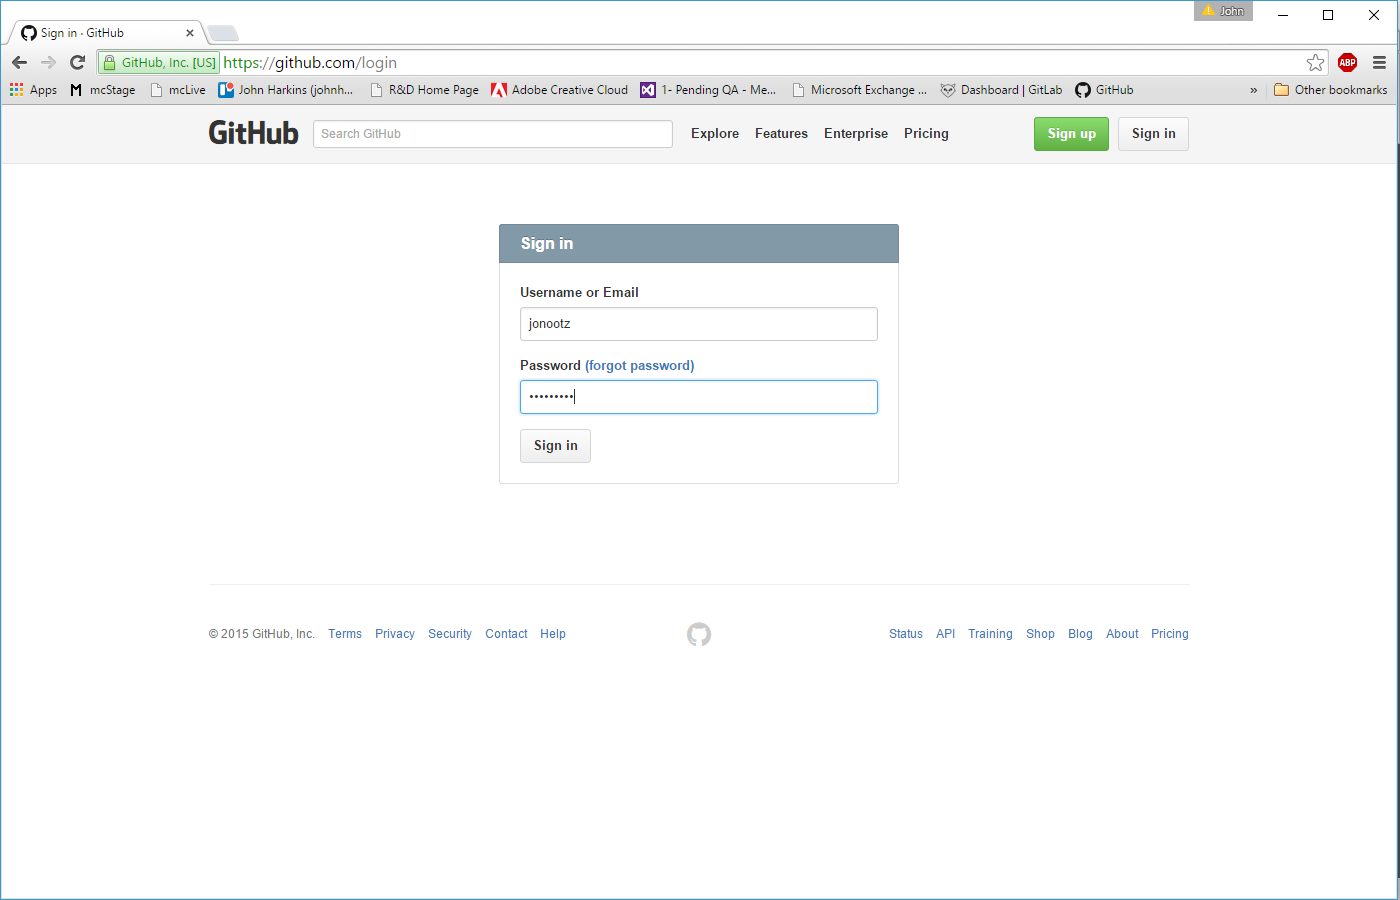 John
Sign in · GitHub
GitHub, Inc. [US] https://github.com/login
Apps mcStage mcLive John Harkins (johnh... R&D Home Page Adobe Creative Cloud 1- Pending QA - Me... Microsoft Exchange ... Dashboard | GitLab GitHub » Other bookmarks
ABP
GitHub Search GitHub Explore Features Enterprise Pricing Sign up Sign in
Sign in
Username or Email
jonootz
Password (forgot password)
•••••••••
Sign in
© 2015 GitHub, Inc. Terms Privacy Security Contact Help Status API Training Shop Blog About Pricing